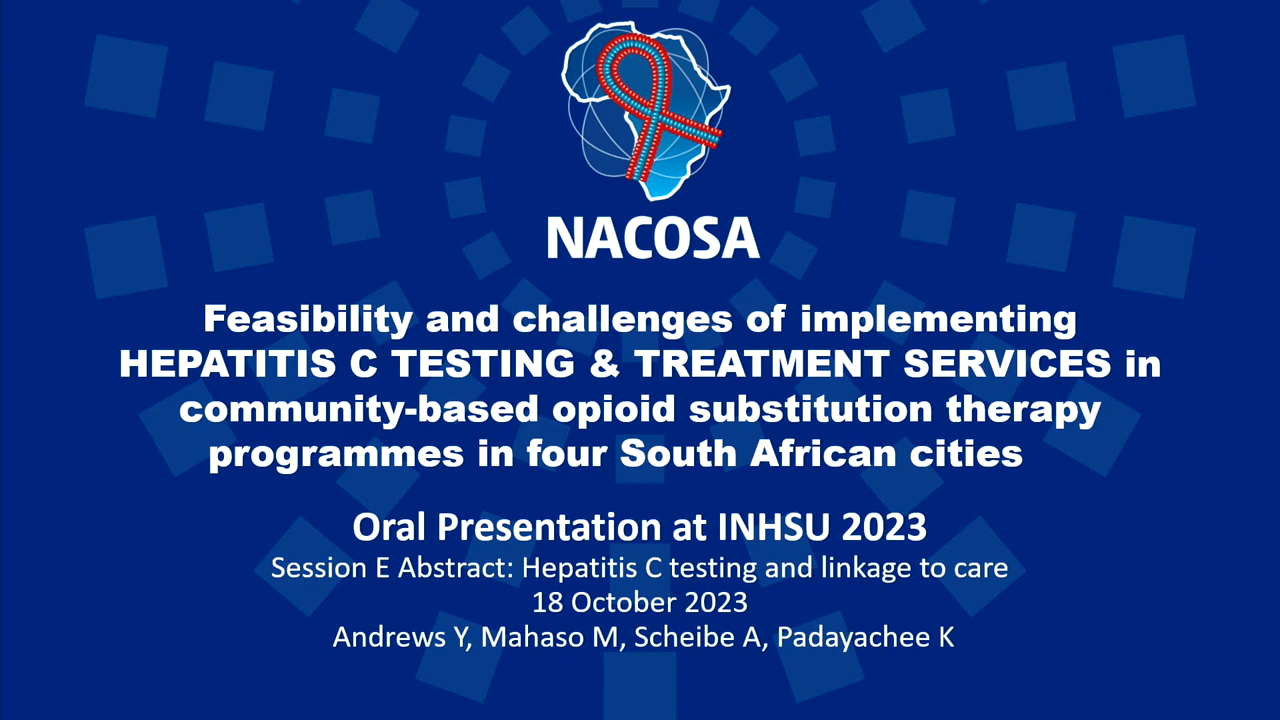 NACOSA
Feasibility and challenges of implementing
HEPATITIS C TESTING & TREATMENT SERVICES in
community-based opioid substitution therapy
programmes in four South African cities
Oral Presentation at INHSU 2023
Session E Abstract: Hepatitis C testing and linkage to care
18 October 2023
Andrews Y, Mahaso M, Scheibe A, Padayachee K